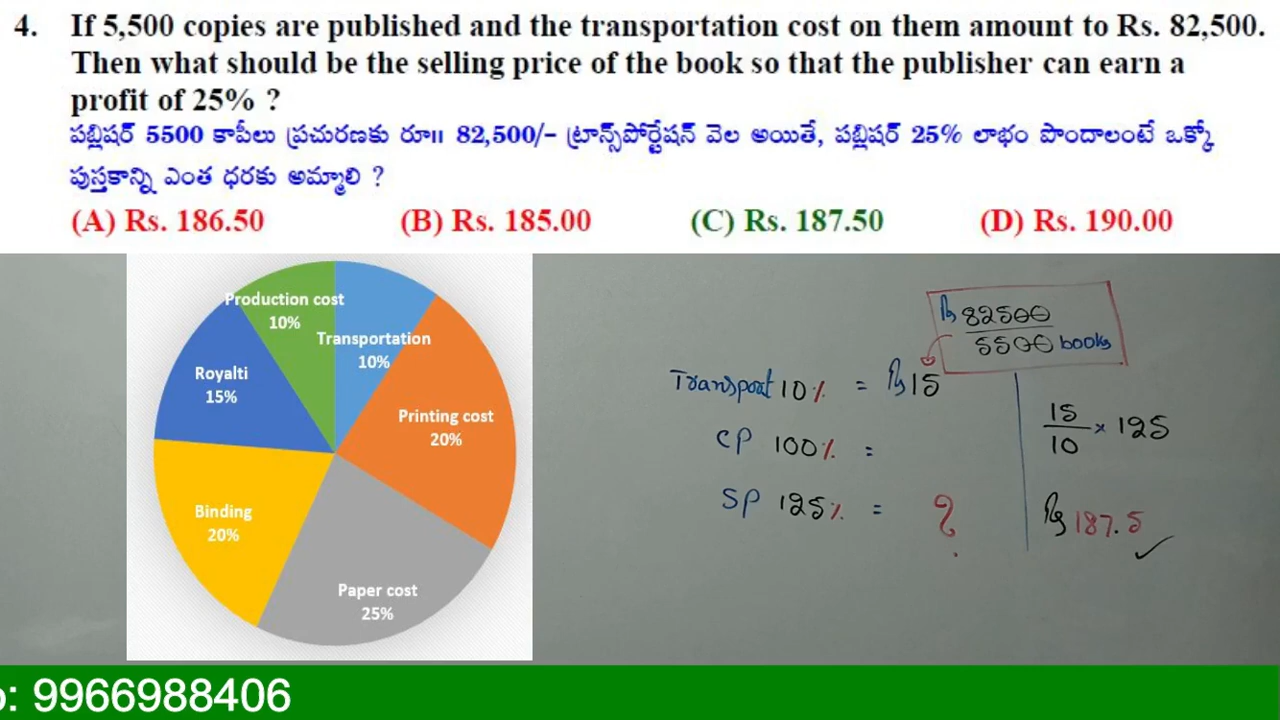 4. If 5,500 copies are published and the transportation cost on them amount to Rs. 82,500.
Then what should be the selling price of the book so that the publisher can earn a
profit of 25% ?
పబ్లిషర్ 5500 కాపీలు ప్రచురణకు రూ॥ 82,500/- ట్రాన్స్‌పోర్టేషన్ వెల అయితే, పబ్లిషర్ 25% లాభం పొందాలంటే ఒక్కో
పుస్తకాన్ని ఎంత ధరకు అమ్మాలి ?
(A) Rs. 186.50 (B) Rs. 185.00 (C) Rs. 187.50 (D) Rs. 190.00
Production cost
10%
Transportation
10%
Royalti
15%
Printing cost
20%
Binding
20%
Paper cost
25%
Rs 82500
5500 books
Transport 10% = Rs 15
CP 100% =
SP 125% = ?
15
10 × 125
Rs 187.5
o: 9966988406